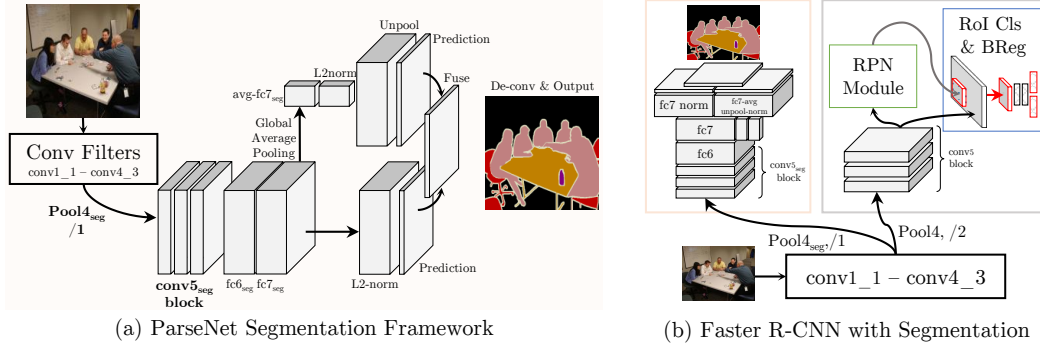 Unpool
Prediction
L2norm
avg-fc7seg
Fuse
De-conv & Output
Global
Average
Pooling
Conv Filters
conv1_1 – conv4_3
Pool4seg
/1
conv5seg
block
fc6seg fc7seg
L2-norm
Prediction
(a) ParseNet Segmentation Framework
fc7 norm
fc7-avg
unpool-norm
fc7
fc6
conv5seg
block
RPN
Module
RoI Cls
& BReg
conv5
block
Pool4seg,/1
Pool4, /2
conv1_1 – conv4_3
(b) Faster R-CNN with Segmentation